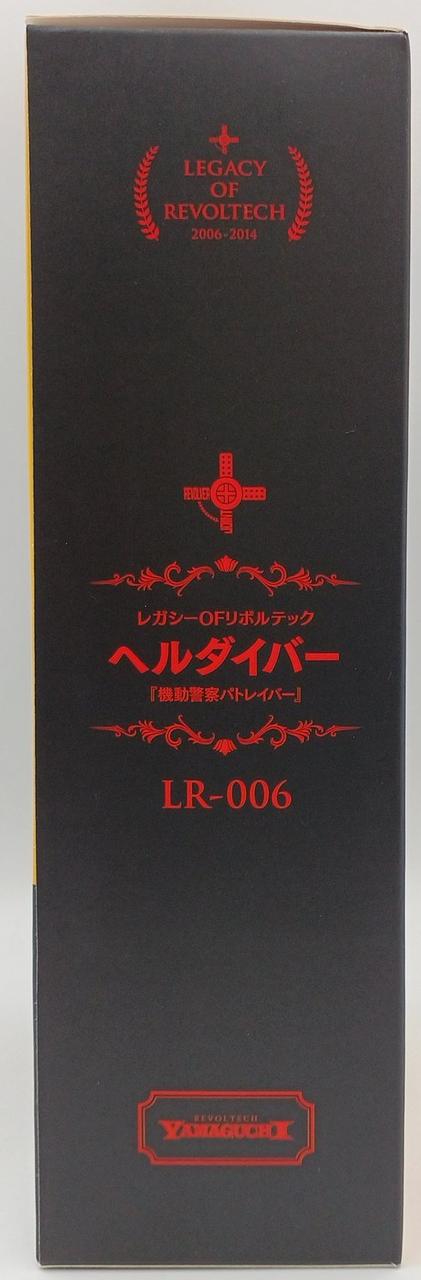 LEGACY
OF
REVOLTECH
2006-2014
REVOLVER
JOINT
レガシーOFリボルテック
ヘルダイバー
『機動警察パトレイバー』
LR-006
REVOLTECH
YAMAGUCHI